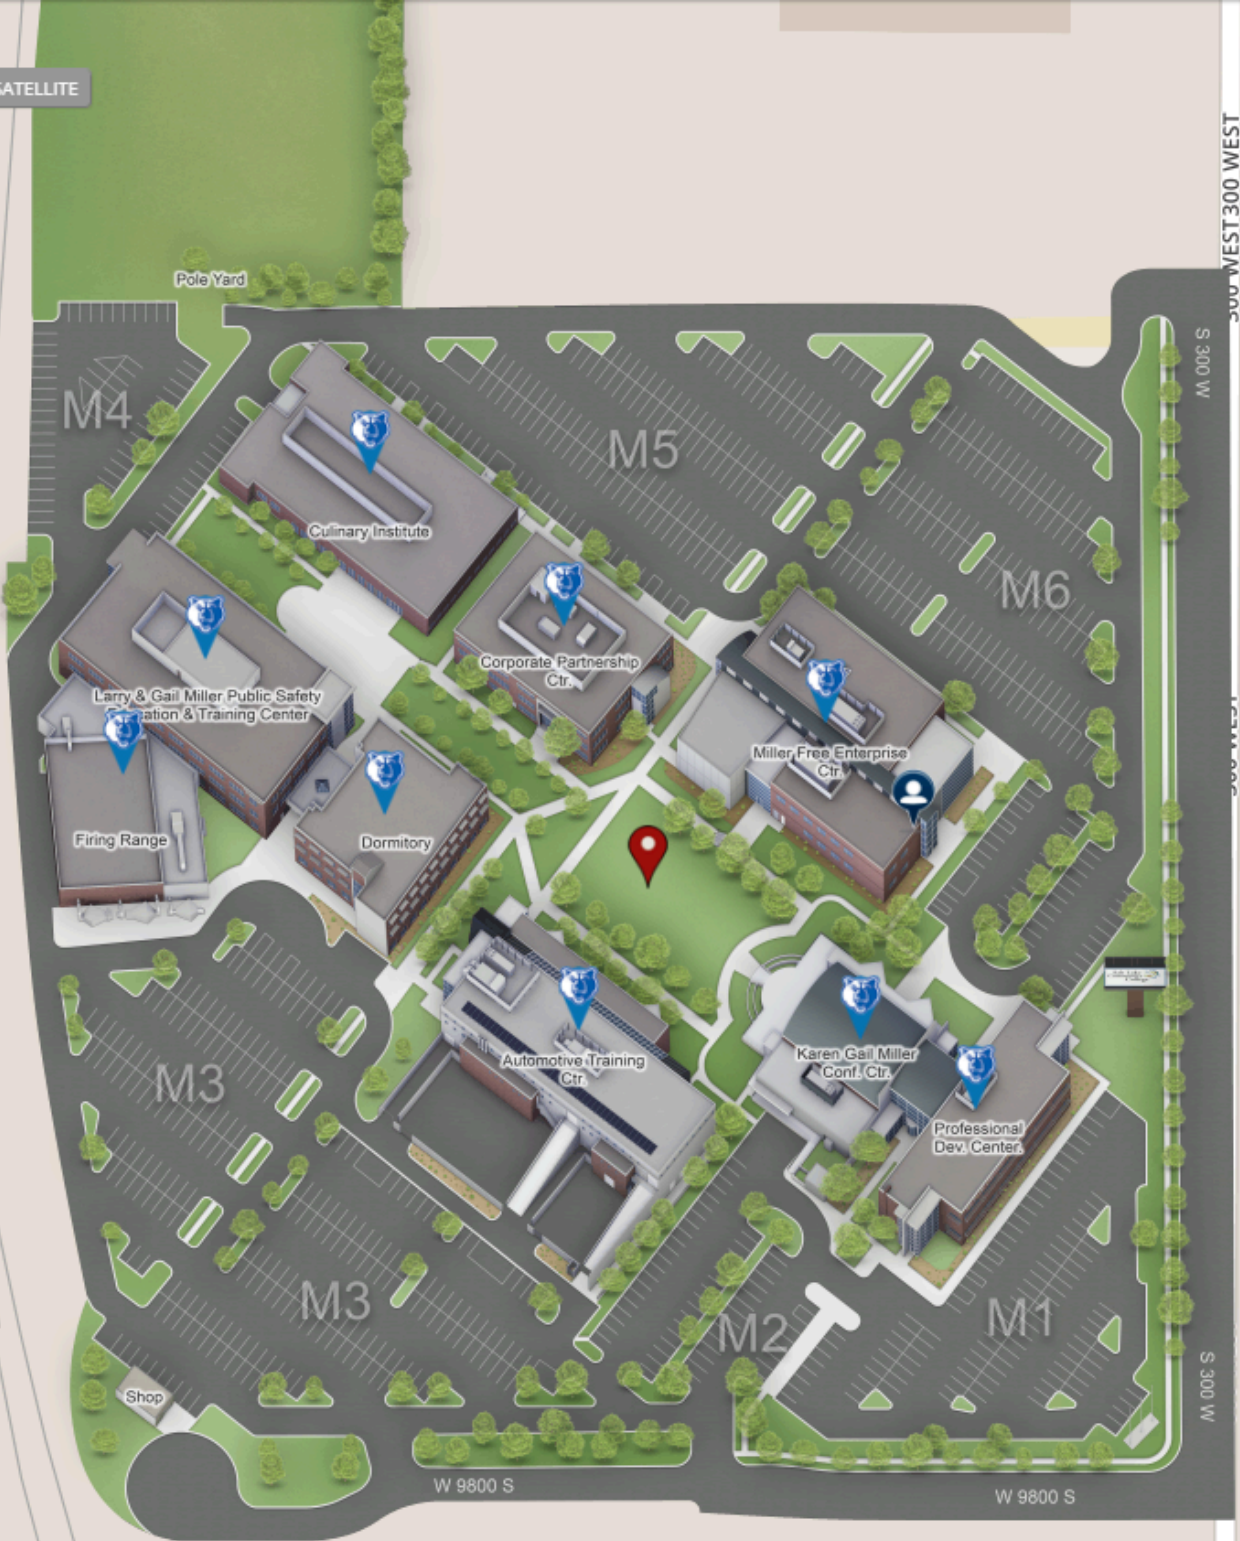 SATELLITE
300 WEST
Pole Yard
S 300 W
M4
M5
Culinary Institute
M6
Corporate Partnership
Ctr.
Larry & Gail Miller Public Safety
& Training Center
Miller Free Enterprise
Ctr.
Firing Range
Dormitory
Automotive Training
Ctr.
Karen Gail Miller
Conf. Ctr.
M3
Professional
Dev. Center.
M3
M2
M1
Shop
S 300 W
W 9800 S
W 9800 S